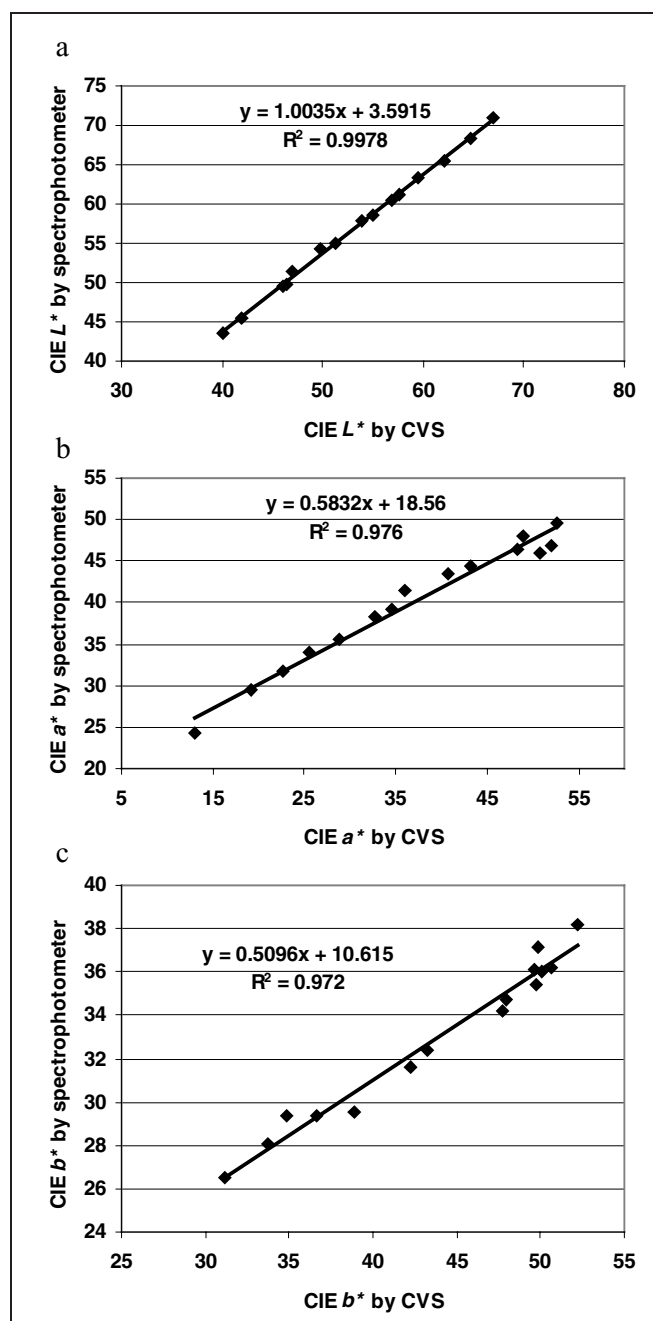 a
75
70
65
60
55
50
45
40
y = 1.0035x + 3.5915
R² = 0.9978
CIE L* by spectrophotometer
30 40 50 60 70 80
CIE L* by CVS
b
55
50
45
40
35
30
25
20
y = 0.5832x + 18.56
R² = 0.976
CIE a* by spectrophotometer
5 15 25 35 45 55
CIE a* by CVS
c
40
38
36
34
32
30
28
26
24
y = 0.5096x + 10.615
R² = 0.972
CIE b* by spectrophotometer
25 30 35 40 45 50 55
CIE b* by CVS